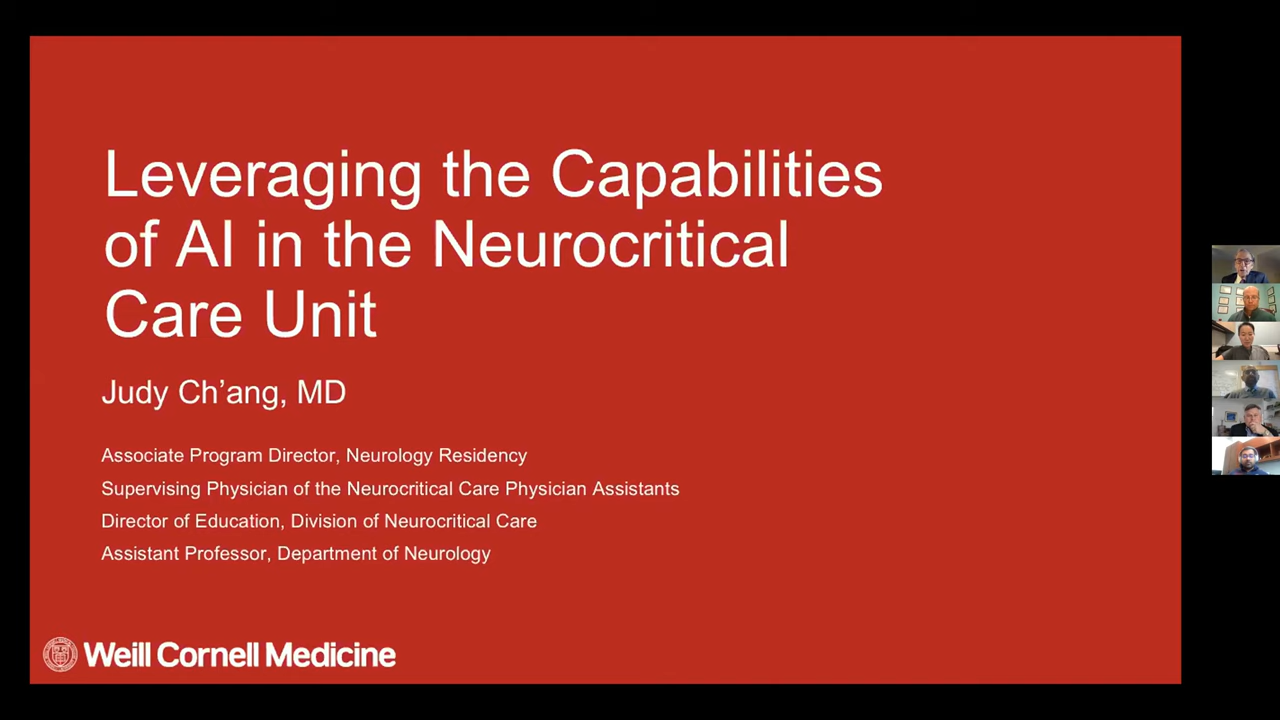 Leveraging the Capabilities
of AI in the Neurocritical
Care Unit
Judy Ch’ang, MD
Associate Program Director, Neurology Residency
Supervising Physician of the Neurocritical Care Physician Assistants
Director of Education, Division of Neurocritical Care
Assistant Professor, Department of Neurology
Weill Cornell Medicine